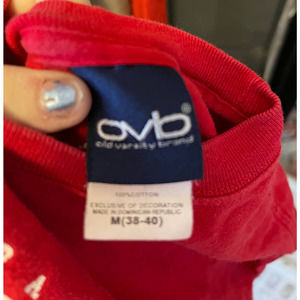 ovb®
old varsity brand
100% COTTON
EXCLUSIVE OF DECORATION
MADE IN DOMINICAN REPUBLIC
M(38-40)